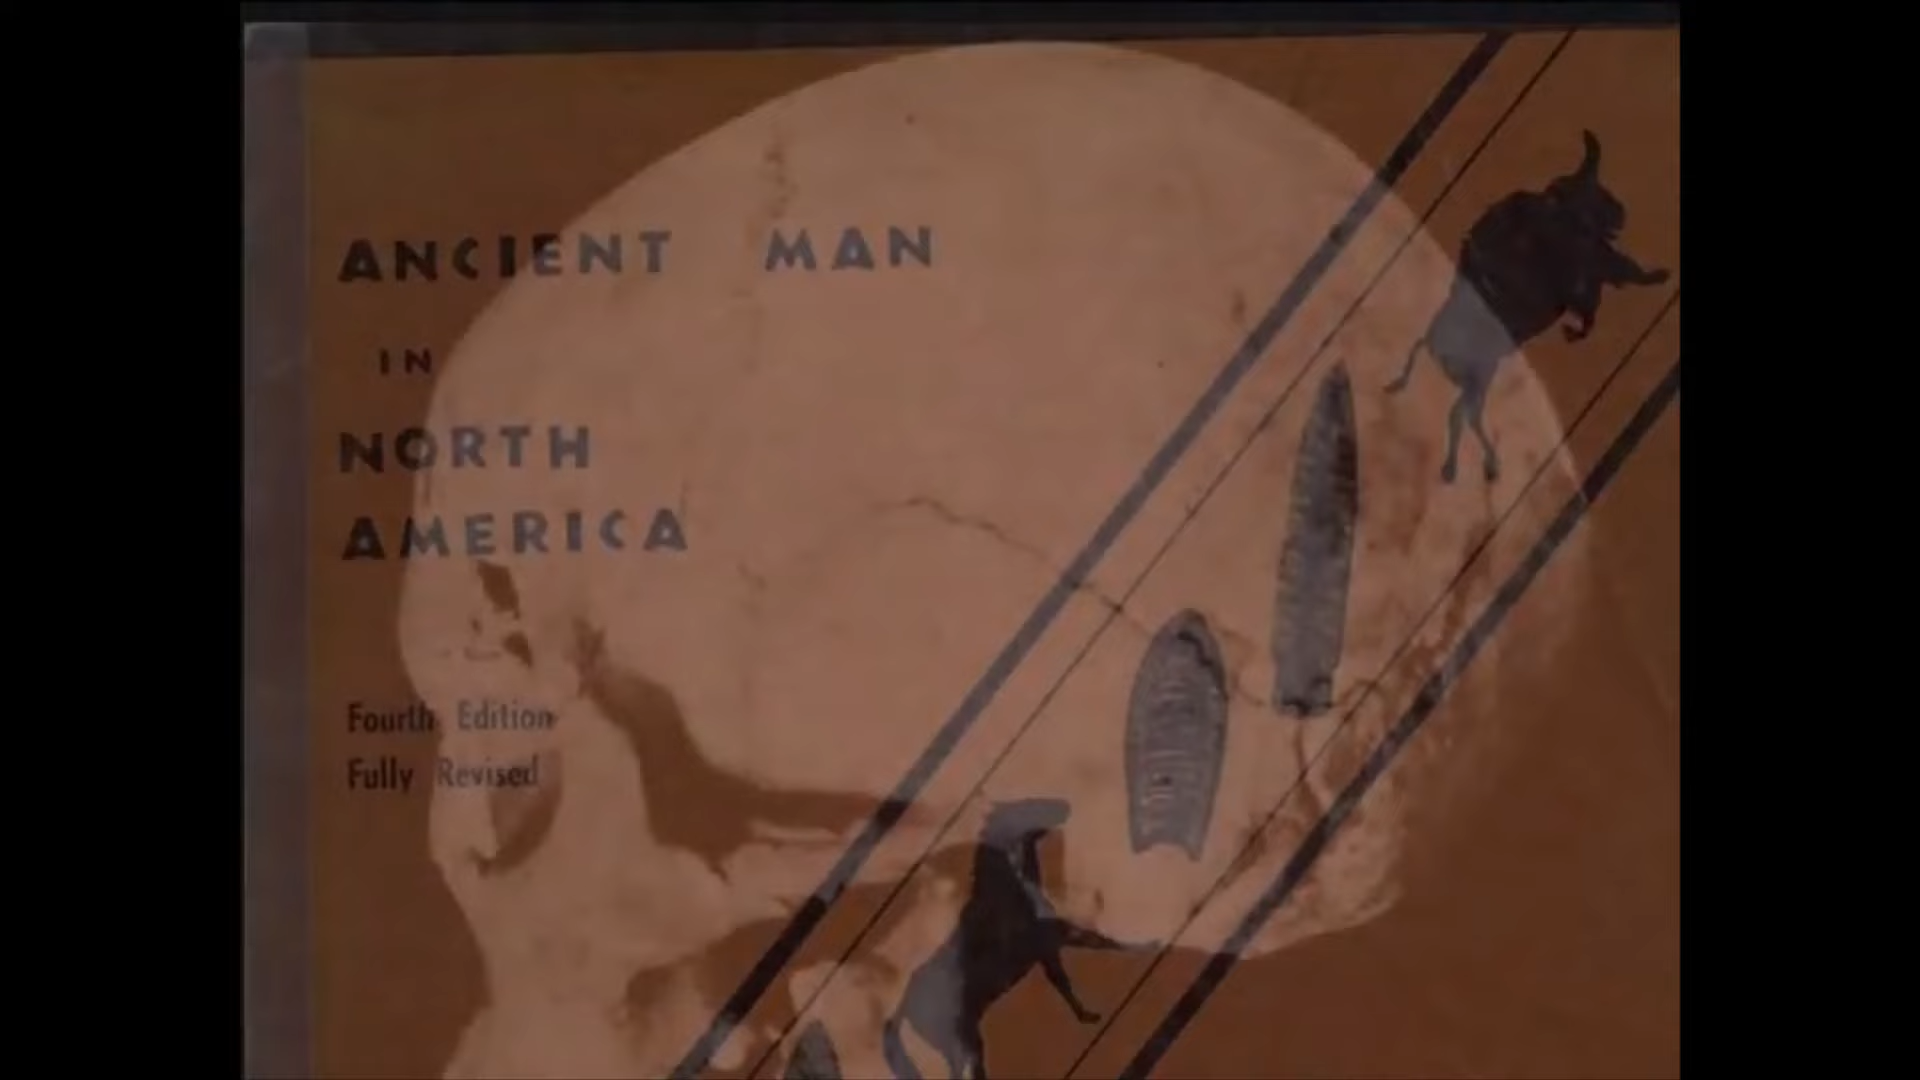 ANCIENT MAN
IN
NORTH
AMERICA
Fourth Edition
Fully Revised